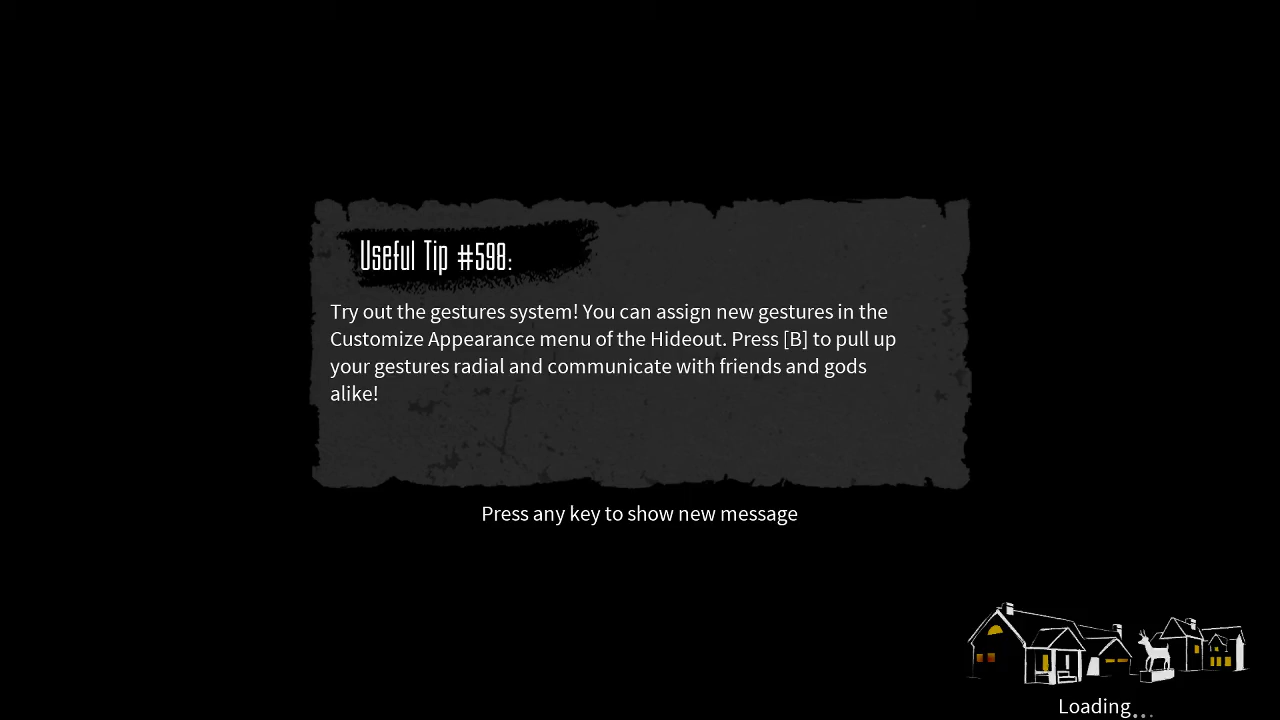 Useful Tip #598:
Try out the gestures system! You can assign new gestures in the
Customize Appearance menu of the Hideout. Press [B] to pull up
your gestures radial and communicate with friends and gods
alike!
Press any key to show new message
Loading...